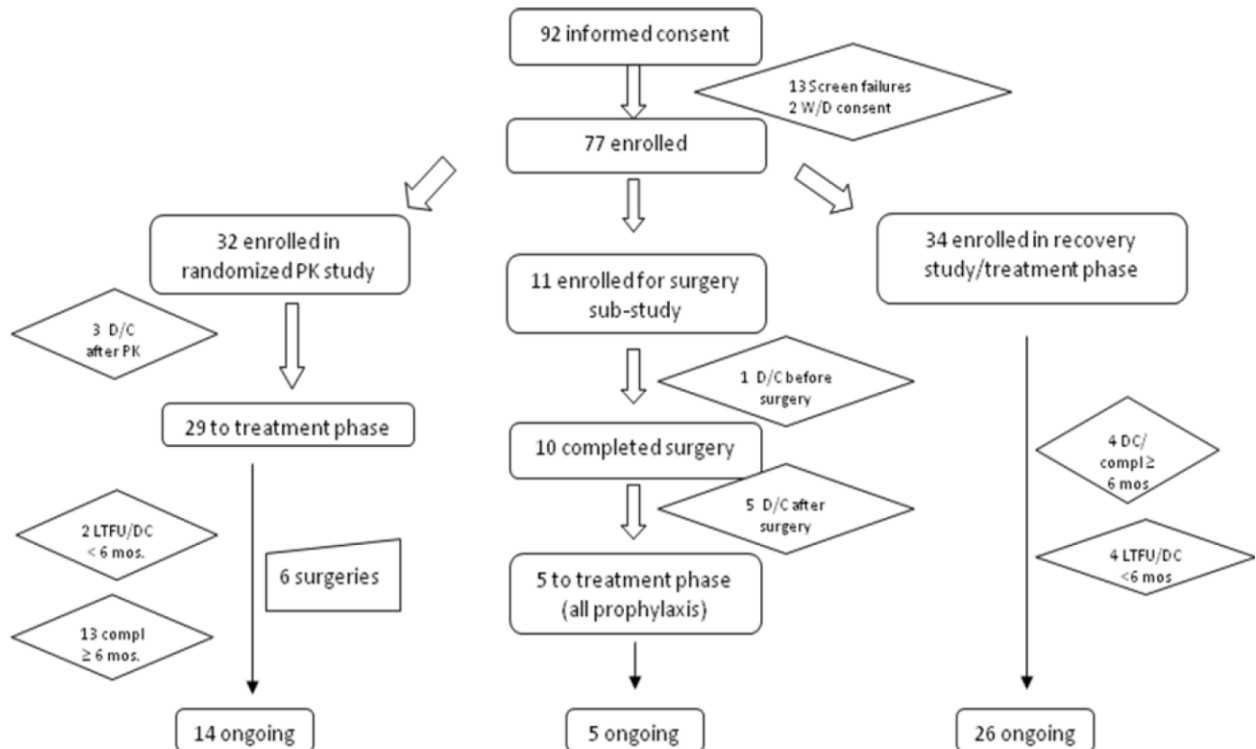 92 informed consent
13 Screen failures
2 W/D consent
77 enrolled
32 enrolled in
randomized PK study
11 enrolled for surgery
sub-study
34 enrolled in recovery
study/treatment phase
3 D/C
after PK
1 D/C before
surgery
29 to treatment phase
10 completed surgery
4 DC/
compl ≥
6 mos
2 LTFU/DC
< 6 mos.
6 surgeries
5 D/C after
surgery
4 LTFU/DC
<6 mos
5 to treatment phase
(all prophylaxis)
13 compl
≥ 6 mos.
14 ongoing
5 ongoing
26 ongoing